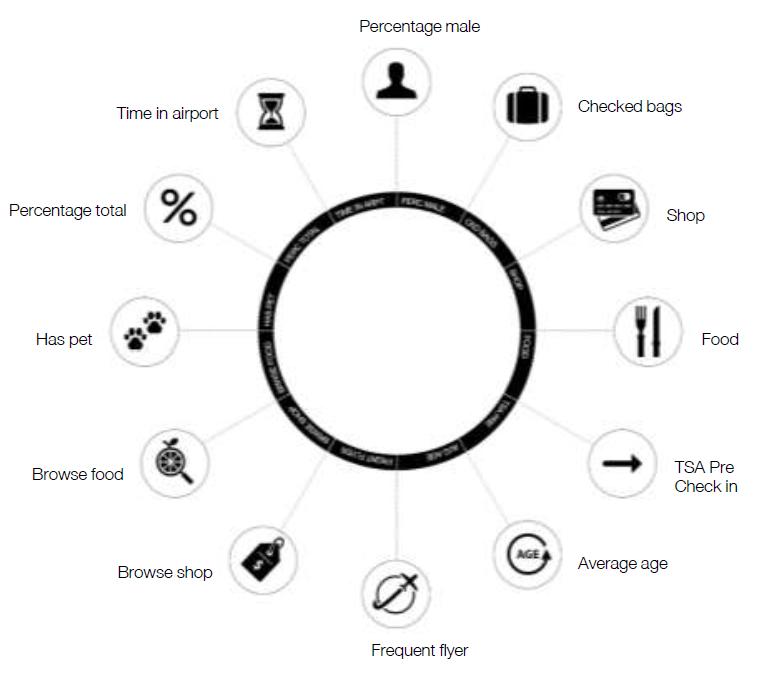 Percentage male
Checked bags
Shop
Food
TSA Pre
Check in
Average age
Frequent flyer
Browse shop
Browse food
Has pet
Percentage total
Time in airport
AGE
$
PERC MALE
CKD BAGS
SHOP
FOOD
TSA PRE
AVG AGE
FRQNT FLYER
BRWSE SHOP
BRWSE FOOD
HAS PET
PERC TOTAL
TIME IN ARPT